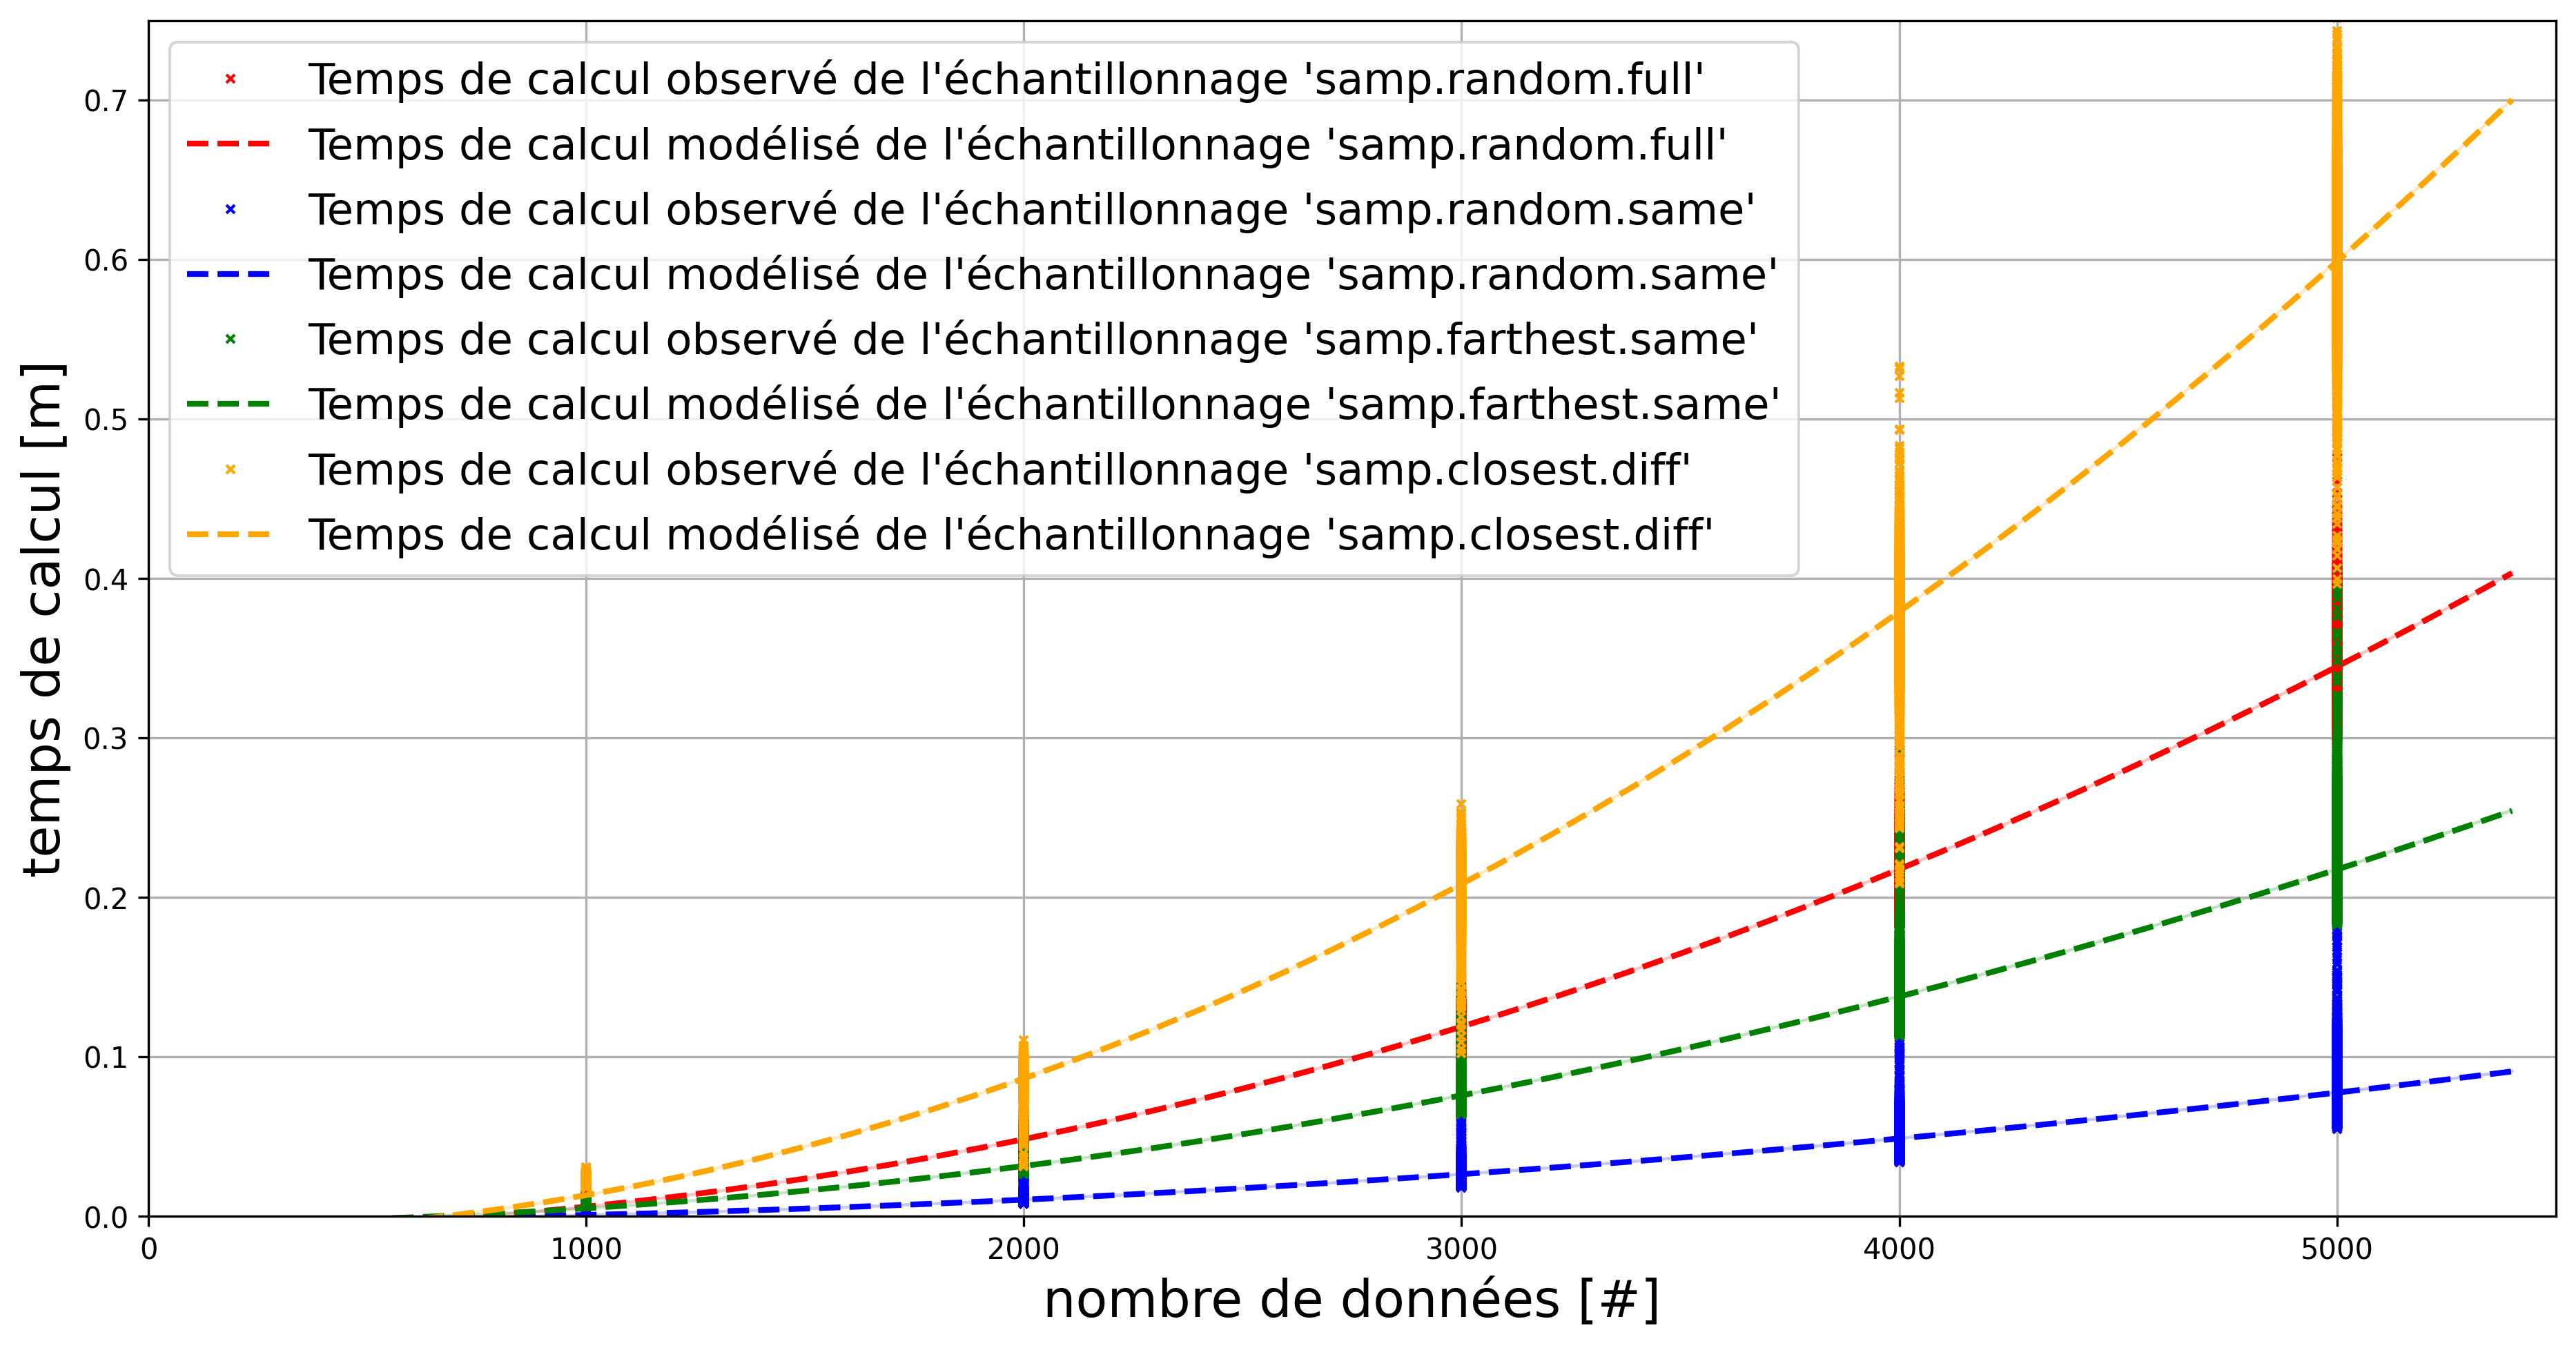 Temps de calcul observé de l'échantillonnage 'samp.random.full'
Temps de calcul modélisé de l'échantillonnage 'samp.random.full'
Temps de calcul observé de l'échantillonnage 'samp.random.same'
Temps de calcul modélisé de l'échantillonnage 'samp.random.same'
Temps de calcul observé de l'échantillonnage 'samp.farthest.same'
Temps de calcul modélisé de l'échantillonnage 'samp.farthest.same'
Temps de calcul observé de l'échantillonnage 'samp.closest.diff'
Temps de calcul modélisé de l'échantillonnage 'samp.closest.diff'
temps de calcul [m]
0.7
0.6
0.5
0.4
0.3
0.2
0.1
0.0
0 1000 2000 3000 4000 5000
nombre de données [#]